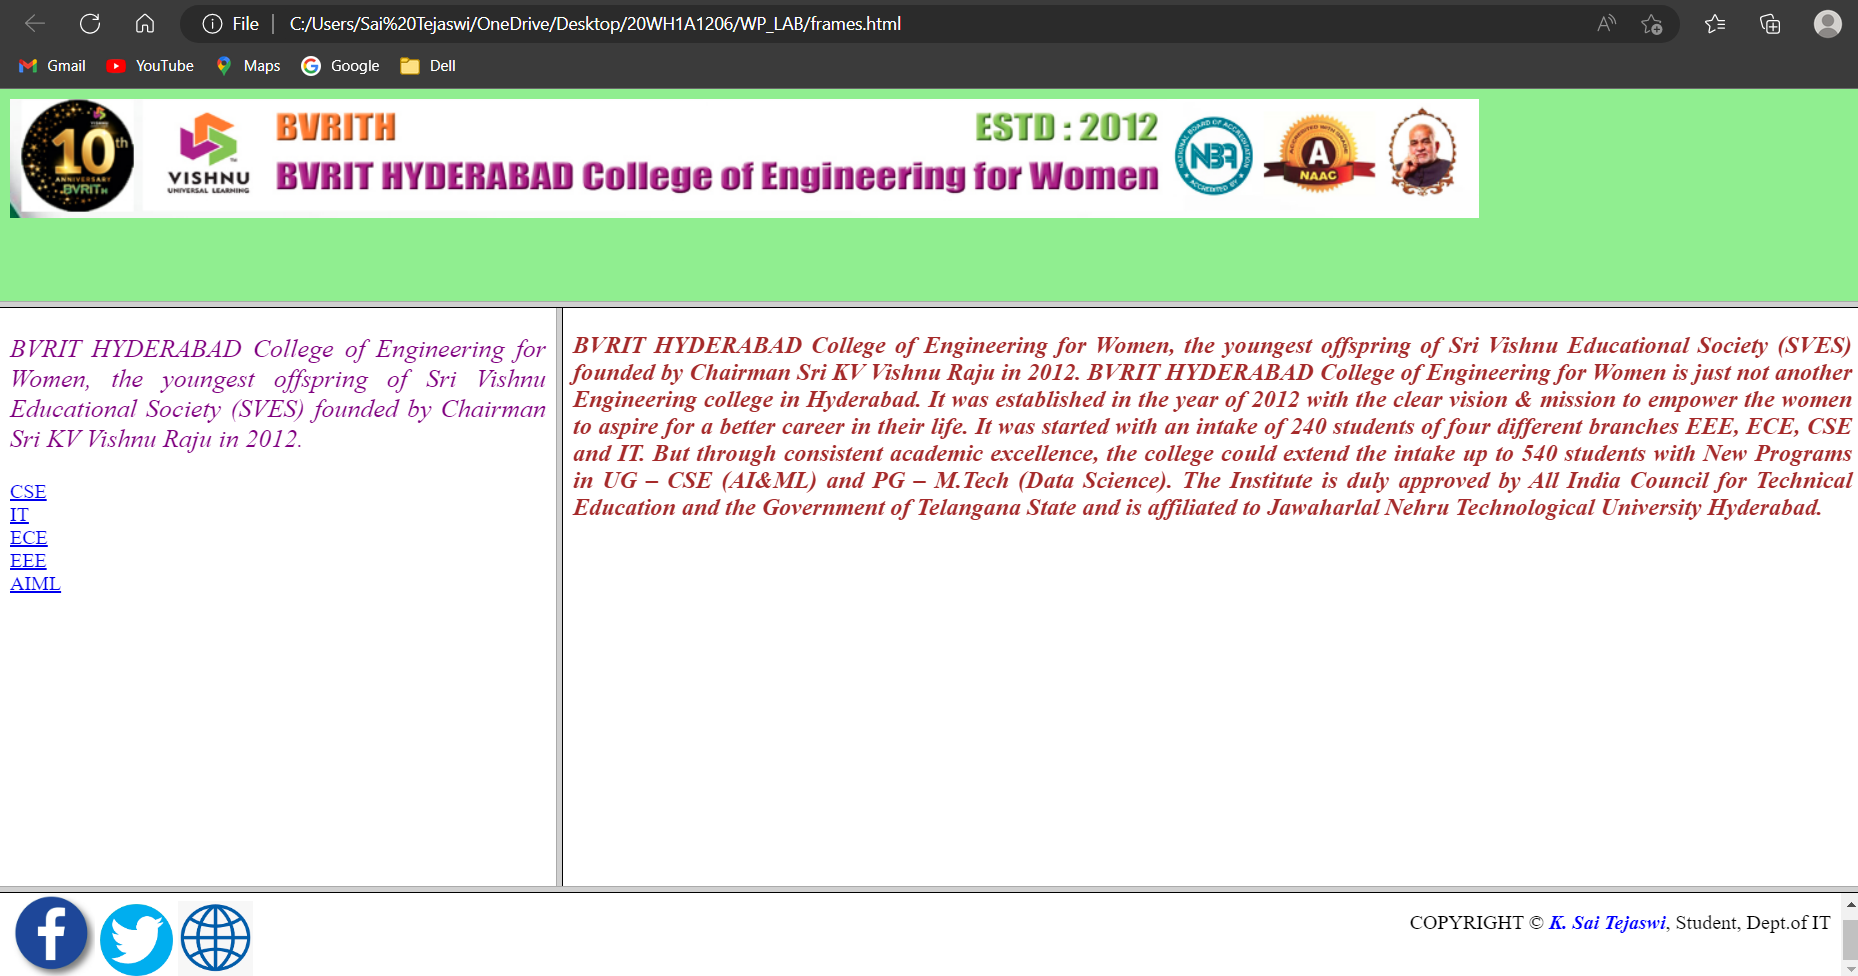 File
C:/Users/Sai%20Tejaswi/OneDrive/Desktop/20WH1A1206/WP_LAB/frames.html
Gmail YouTube Maps Google Dell
10th
ANNIVERSARY
BVRITH
VISHNU
UNIVERSAL LEARNING
BVRITH ESTD : 2012
BVRIT HYDERABAD College of Engineering for Women
NATIONAL BOARD OF ACCREDITATION
NBA
ACCREDITED BY
ACCREDITED WITH GRADE
A
NAAC
BVRIT HYDERABAD College of Engineering for
Women, the youngest offspring of Sri Vishnu
Educational Society (SVES) founded by Chairman
Sri KV Vishnu Raju in 2012.
CSE
IT
ECE
EEE
AIML
BVRIT HYDERABAD College of Engineering for Women, the youngest offspring of Sri Vishnu Educational Society (SVES)
founded by Chairman Sri KV Vishnu Raju in 2012. BVRIT HYDERABAD College of Engineering for Women is just not another
Engineering college in Hyderabad. It was established in the year of 2012 with the clear vision & mission to empower the women
to aspire for a better career in their life. It was started with an intake of 240 students of four different branches EEE, ECE, CSE
and IT. But through consistent academic excellence, the college could extend the intake up to 540 students with New Programs
in UG – CSE (AI&ML) and PG – M.Tech (Data Science). The Institute is duly approved by All India Council for Technical
Education and the Government of Telangana State and is affiliated to Jawaharlal Nehru Technological University Hyderabad.
COPYRIGHT © K. Sai Tejaswi, Student, Dept.of IT